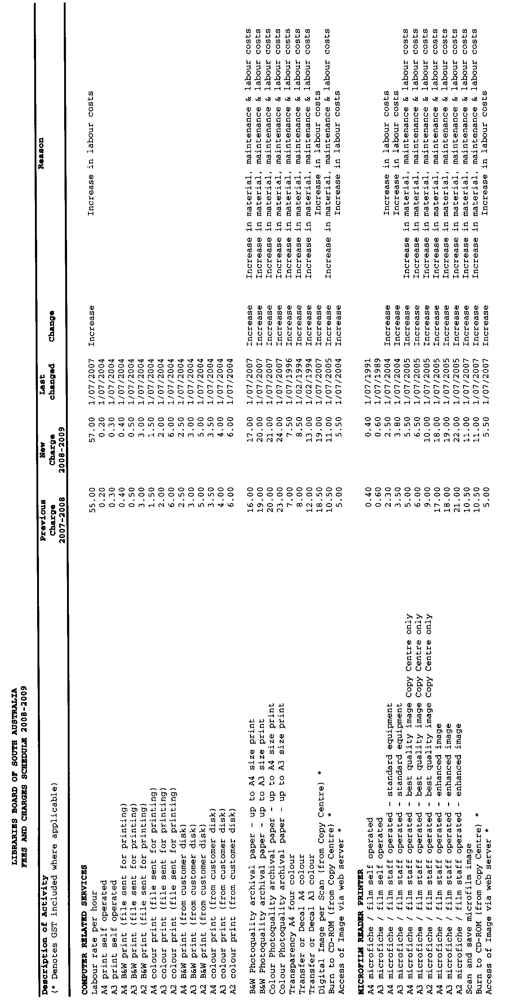 LIBRARIES BOARD OF SOUTH AUSTRALIA
FEES AND CHARGES SCHEDULE 2008-2009
Description of Activity Previous New Last Reason
(* Denotes GST included where applicable) Charge Charge changed Change
2007-2008 2008-2009
COMPUTER RELATED SERVICES
Labour rate per hour 55.00 57.00 1/07/2007 Increase Increase in labour costs
A4 print self operated 0.20 0.20 1/07/2004
A3 print self operated 0.30 0.30 1/07/2004
A4 B&W print (file sent for printing) 0.40 0.40 1/07/2004
A3 B&W print (file sent for printing) 0.50 0.50 1/07/2004
A2 B&W print (file sent for printing) 3.00 3.00 1/07/2004
A4 colour print (file sent for printing) 1.50 1.50 1/07/2004
A3 colour print (file sent for printing) 2.00 2.00 1/07/2004
A2 colour print (file sent for printing) 6.00 6.00 1/07/2004
A4 B&W print (from customer disk) 2.50 2.50 1/07/2004
A3 B&W print (from customer disk) 3.00 3.00 1/07/2004
A2 B&W print (from customer disk) 5.00 5.00 1/07/2004
A4 colour print (from customer disk) 3.50 3.50 1/07/2004
A3 colour print (from customer disk) 4.00 4.00 1/07/2004
A2 colour print (from customer disk) 6.00 6.00 1/07/2004
B&W Photoquality archival paper - up to A4 size print 16.00 17.00 1/07/2007 Increase Increase in material, maintenance & labour costs
B&W Photquality archival paper - up to A3 size print 19.00 20.00 1/07/2007 Increase Increase in material, maintenance & labour costs
Colour Photoquality archival paper - up to A4 size print 20.00 21.00 1/07/2007 Increase Increase in material, maintenance & labour costs
Colour Photoquality archival paper - up to A3 size print 23.00 24.00 1/07/2007 Increase Increase in material, maintenance & labour costs
Transparency A4 four colour 7.00 7.50 1/07/1996 Increase Increase in material, maintenance & labour costs
Transfer or Decal A4 colour 8.00 8.50 1/02/1994 Increase Increase in material, maintenance & labour costs
Transfer or Decal A3 colour 12.00 13.00 1/02/1994 Increase Increase in material, maintenance & labour costs
Digital Image per Scan (from Copy Centre) * 18.50 19.00 1/07/2007 Increase Increase in labour costs
Burn to CD-ROM (from Copy Centre) * 10.50 11.00 1/07/2005 Increase Increase in material, maintenance & labour costs
Access of Image via web server * 5.00 5.50 1/07/2004 Increase Increase in labour costs
MICROFILM READER PRINTER
A4 microfiche / film self operated 0.40 0.40 1/07/1991
A3 microfiche / film self operated 0.60 0.60 1/07/1989
A4 microfiche / film staff operated - standard equipment 2.30 2.50 1/07/2004 Increase Increase in labour costs
A3 microfiche / film staff operated - standard equipment 3.50 3.80 1/07/2004 Increase Increase in labour costs
A4 microfiche / film staff operated - best quality image Copy Centre only 5.00 5.50 1/07/2005 Increase Increase in material, maintenance & labour costs
A3 microfiche / film staff operated - best quality image Copy Centre only 6.00 6.50 1/07/2005 Increase Increase in material, maintenance & labour costs
A2 microfiche / film staff operated - best quality image Copy Centre only 9.00 10.00 1/07/2005 Increase Increase in material, maintenance & labour costs
A4 microfiche / film staff operated - enhanced image 17.00 18.00 1/07/2005 Increase Increase in material, maintenance & labour costs
A3 microfiche / film staff operated - enhanced image 18.00 19.00 1/07/2005 Increase Increase in material, maintenance & labour costs
A2 microfiche / film staff operated - enhanced image 21.00 22.00 1/07/2005 Increase Increase in material, maintenance & labour costs
Scan and save microfilm image 10.50 11.00 1/07/2007 Increase Increase in material, maintenance & labour costs
Burn to CD-ROM (from Copy Centre) * 10.50 11.00 1/07/2007 Increase Increase in material, maintenance & labour costs
Access of Image via web server * 5.00 5.50 1/07/2007 Increase Increase in labour costs